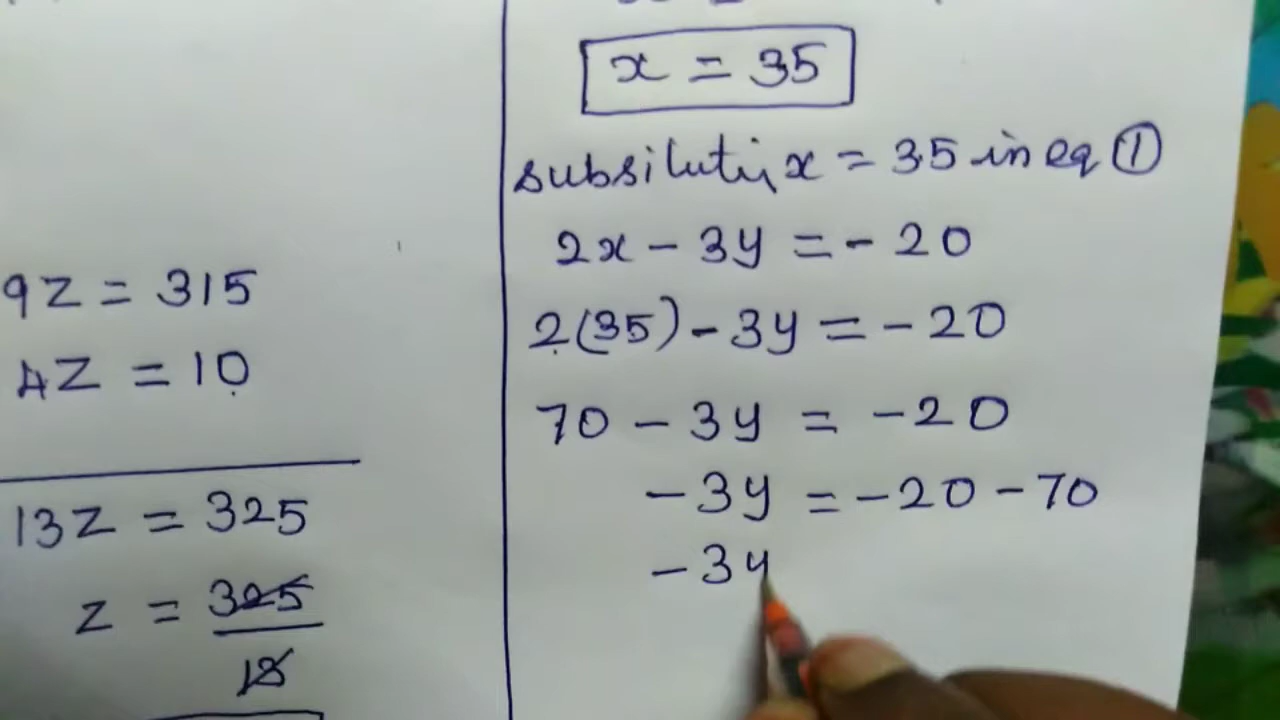 9z = 315
4z = 10
13z = 325
z = 325
13
x = 35
subsilutiy x = 35 in eq ①
2x - 3y = - 20
2(35) - 3y = - 20
70 - 3y = - 20
- 3y = - 20 - 70
- 3y